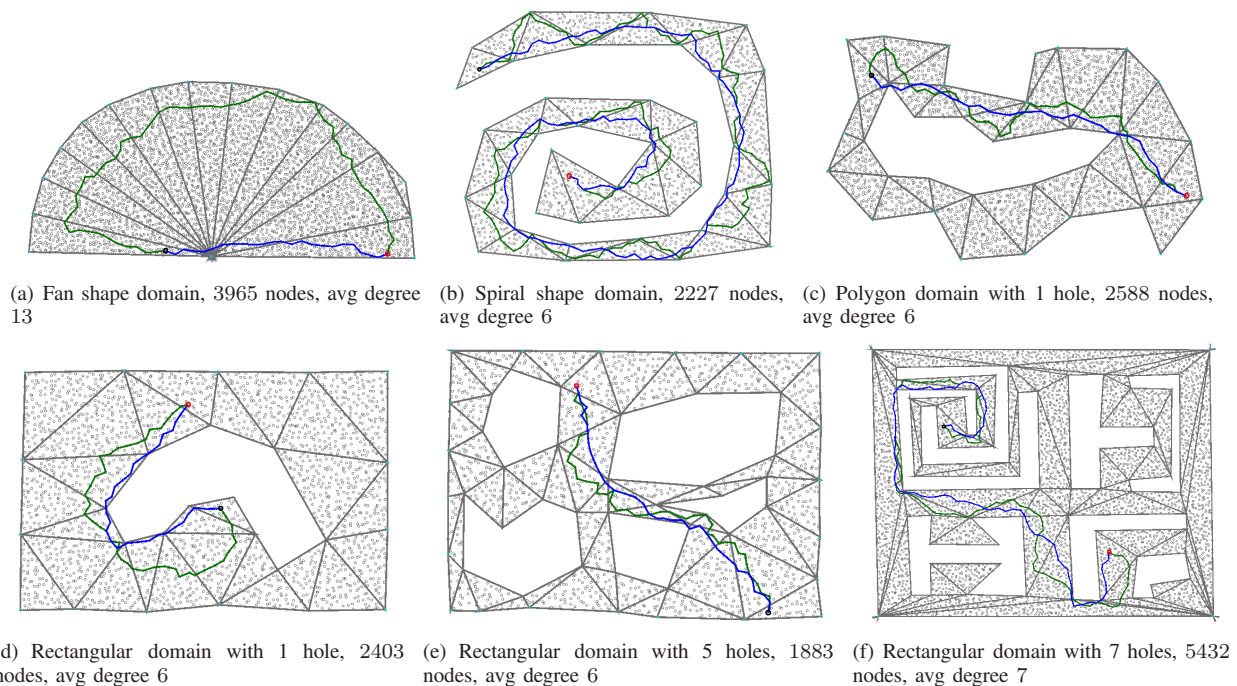 (a) Fan shape domain, 3965 nodes, avg degree
13
(b) Spiral shape domain, 2227 nodes,
avg degree 6
(c) Polygon domain with 1 hole, 2588 nodes,
avg degree 6
d) Rectangular domain with 1 hole, 2403
nodes, avg degree 6
(e) Rectangular domain with 5 holes, 1883
nodes, avg degree 6
(f) Rectangular domain with 7 holes, 5432
nodes, avg degree 7